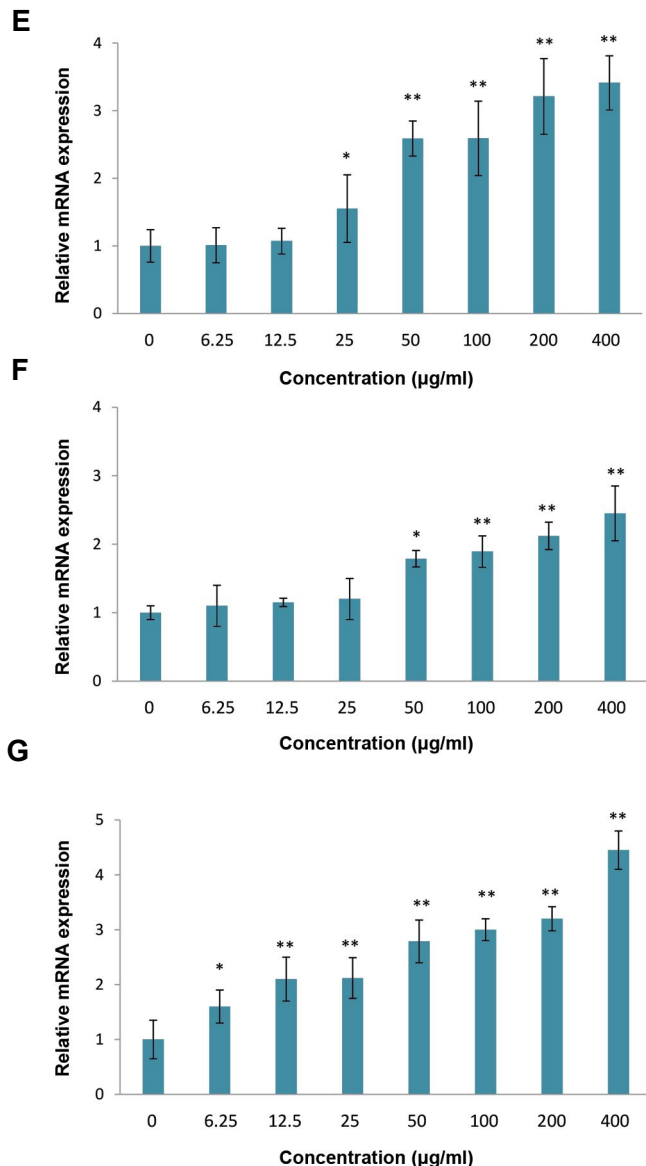 E
Relative mRNA expression
4
3
2
1
0
*
**
**
**
**
0 6.25 12.5 25 50 100 200 400
Concentration (µg/ml)
F
Relative mRNA expression
4
3
2
1
0
*
**
**
**
0 6.25 12.5 25 50 100 200 400
Concentration (µg/ml)
G
Relative mRNA expression
5
4
3
2
1
0
*
**
**
**
**
**
**
0 6.25 12.5 25 50 100 200 400
Concentration (µg/ml)